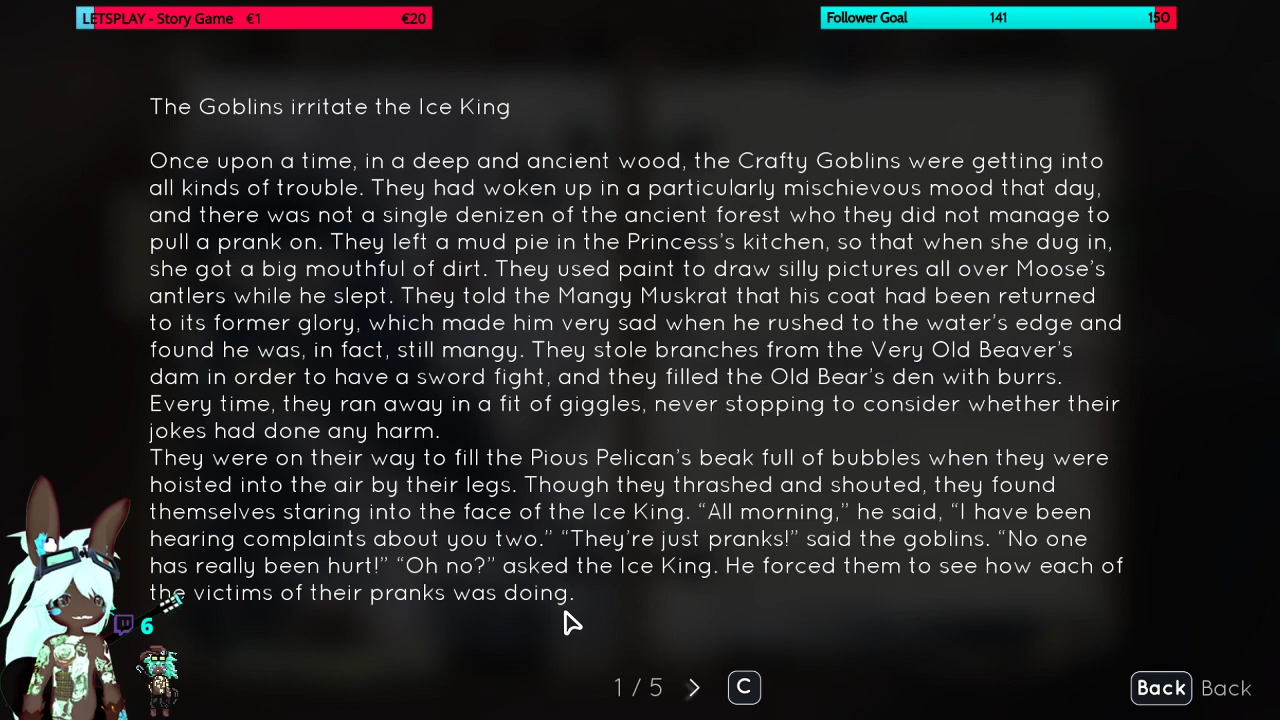 LETSPLAY - Story Game €1 €20
Follower Goal 141 150
The Goblins irritate the Ice King
Once upon a time, in a deep and ancient wood, the Crafty Goblins were getting into
all kinds of trouble. They had woken up in a particularly mischievous mood that day,
and there was not a single denizen of the ancient forest who they did not manage to
pull a prank on. They left a mud pie in the Princess's kitchen, so that when she dug in,
she got a big mouthful of dirt. They used paint to draw silly pictures all over Moose's
antlers while he slept. They told the Mangy Muskrat that his coat had been returned
to its former glory, which made him very sad when he rushed to the water's edge and
found he was, in fact, still mangy. They stole branches from the Very Old Beaver's
dam in order to have a sword fight, and they filled the Old Bear's den with burrs.
Every time, they ran away in a fit of giggles, never stopping to consider whether their
jokes had done any harm.
They were on their way to fill the Pious Pelican's beak full of bubbles when they were
hoisted into the air by their legs. Though they thrashed and shouted, they found
themselves staring into the face of the Ice King. “All morning,” he said, “I have been
hearing complaints about you two.” “They're just pranks!” said the goblins. “No one
has really been hurt!” “Oh no?” asked the Ice King. He forced them to see how each of
the victims of their pranks was doing.
6
1 / 5 > C
Back Back